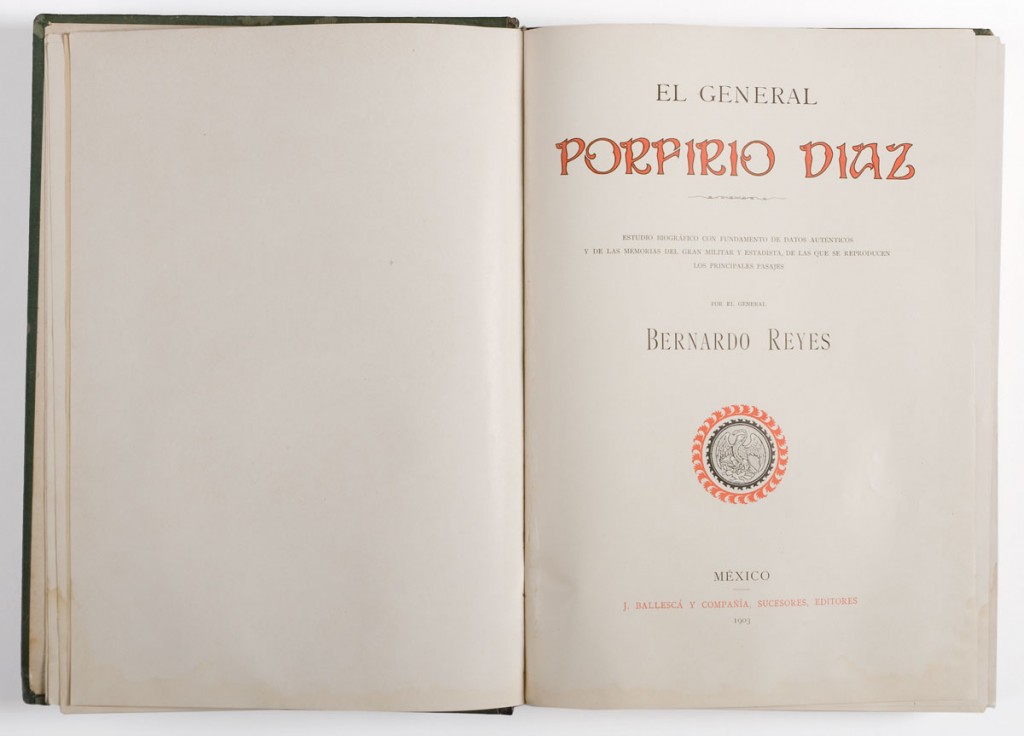 EL GENERAL
PORFIRIO DIAZ
ESTUDIO BIOGRÁFICO CON FUNDAMENTO DE DATOS AUTÉNTICOS
Y DE LAS MEMORIAS DEL GRAN MILITAR Y ESTADISTA, DE LAS QUE SE REPRODUCEN
LOS PRINCIPALES PASAJES
POR EL GENERAL
BERNARDO REYES
MÉXICO
J. BALLESCÁ Y COMPAÑÍA, SUCESORES, EDITORES
1903